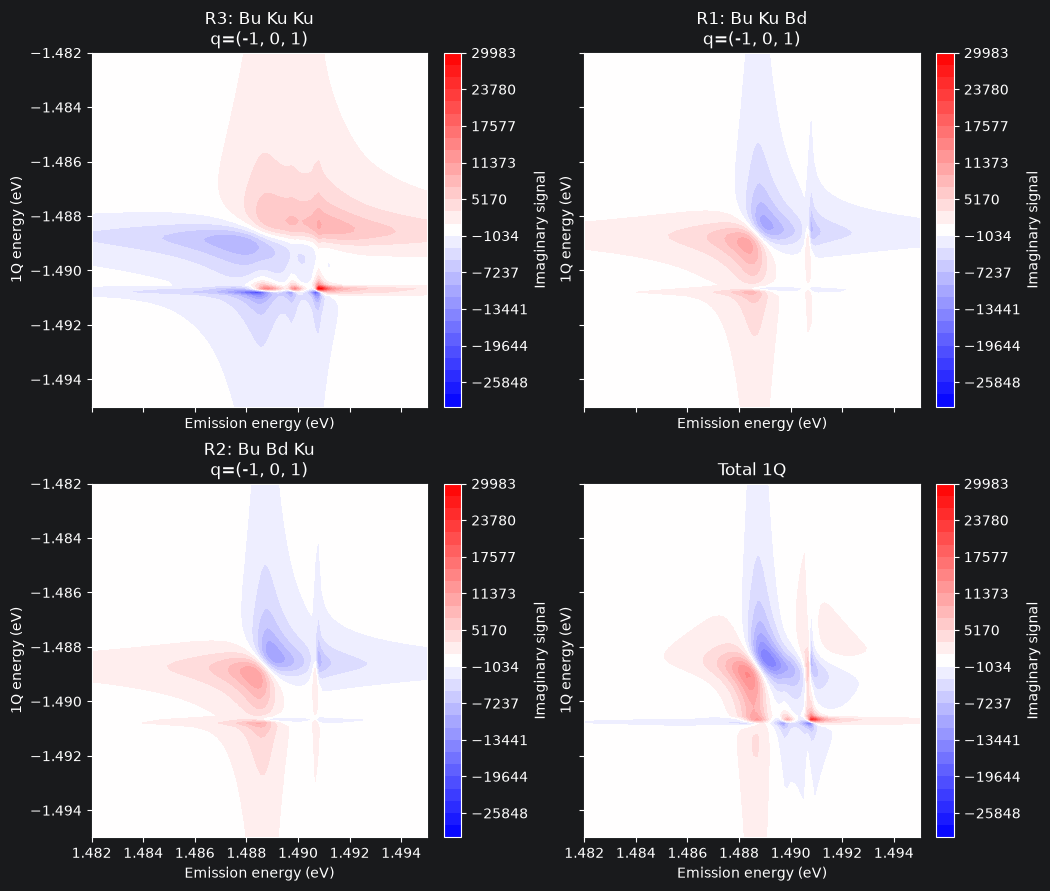 R3: Bu Ku Ku
q=(-1, 0, 1)
−1.482
−1.484
−1.486
−1.488
−1.490
−1.492
−1.494
1Q energy (eV)
Emission energy (eV)
29983
23780
17577
11373
5170
−1034
−7237
−13441
−19644
−25848
Imaginary signal
R1: Bu Ku Bd
q=(-1, 0, 1)
1Q energy (eV)
Emission energy (eV)
29983
23780
17577
11373
5170
−1034
−7237
−13441
−19644
−25848
Imaginary signal
R2: Bu Bd Ku
q=(-1, 0, 1)
−1.482
−1.484
−1.486
−1.488
−1.490
−1.492
−1.494
1Q energy (eV)
1.482 1.484 1.486 1.488 1.490 1.492 1.494
Emission energy (eV)
29983
23780
17577
11373
5170
−1034
−7237
−13441
−19644
−25848
Imaginary signal
Total 1Q
1Q energy (eV)
1.482 1.484 1.486 1.488 1.490 1.492 1.494
Emission energy (eV)
29983
23780
17577
11373
5170
−1034
−7237
−13441
−19644
−25848
Imaginary signal